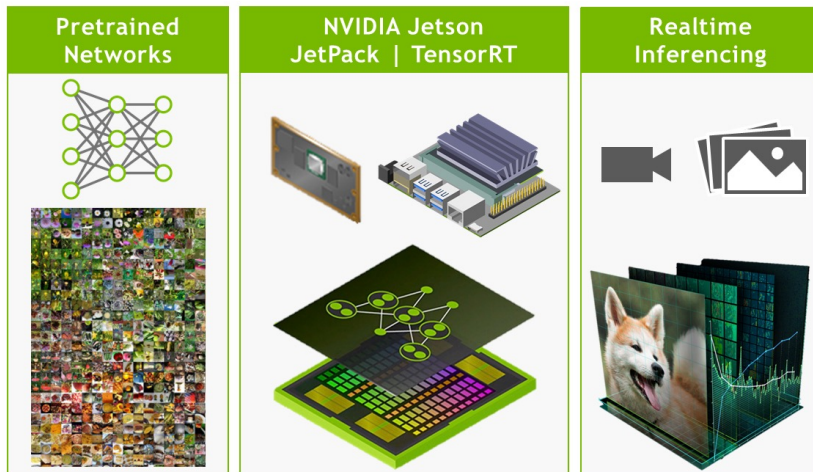 Pretrained
Networks
NVIDIA Jetson
JetPack | TensorRT
Realtime
Inferencing